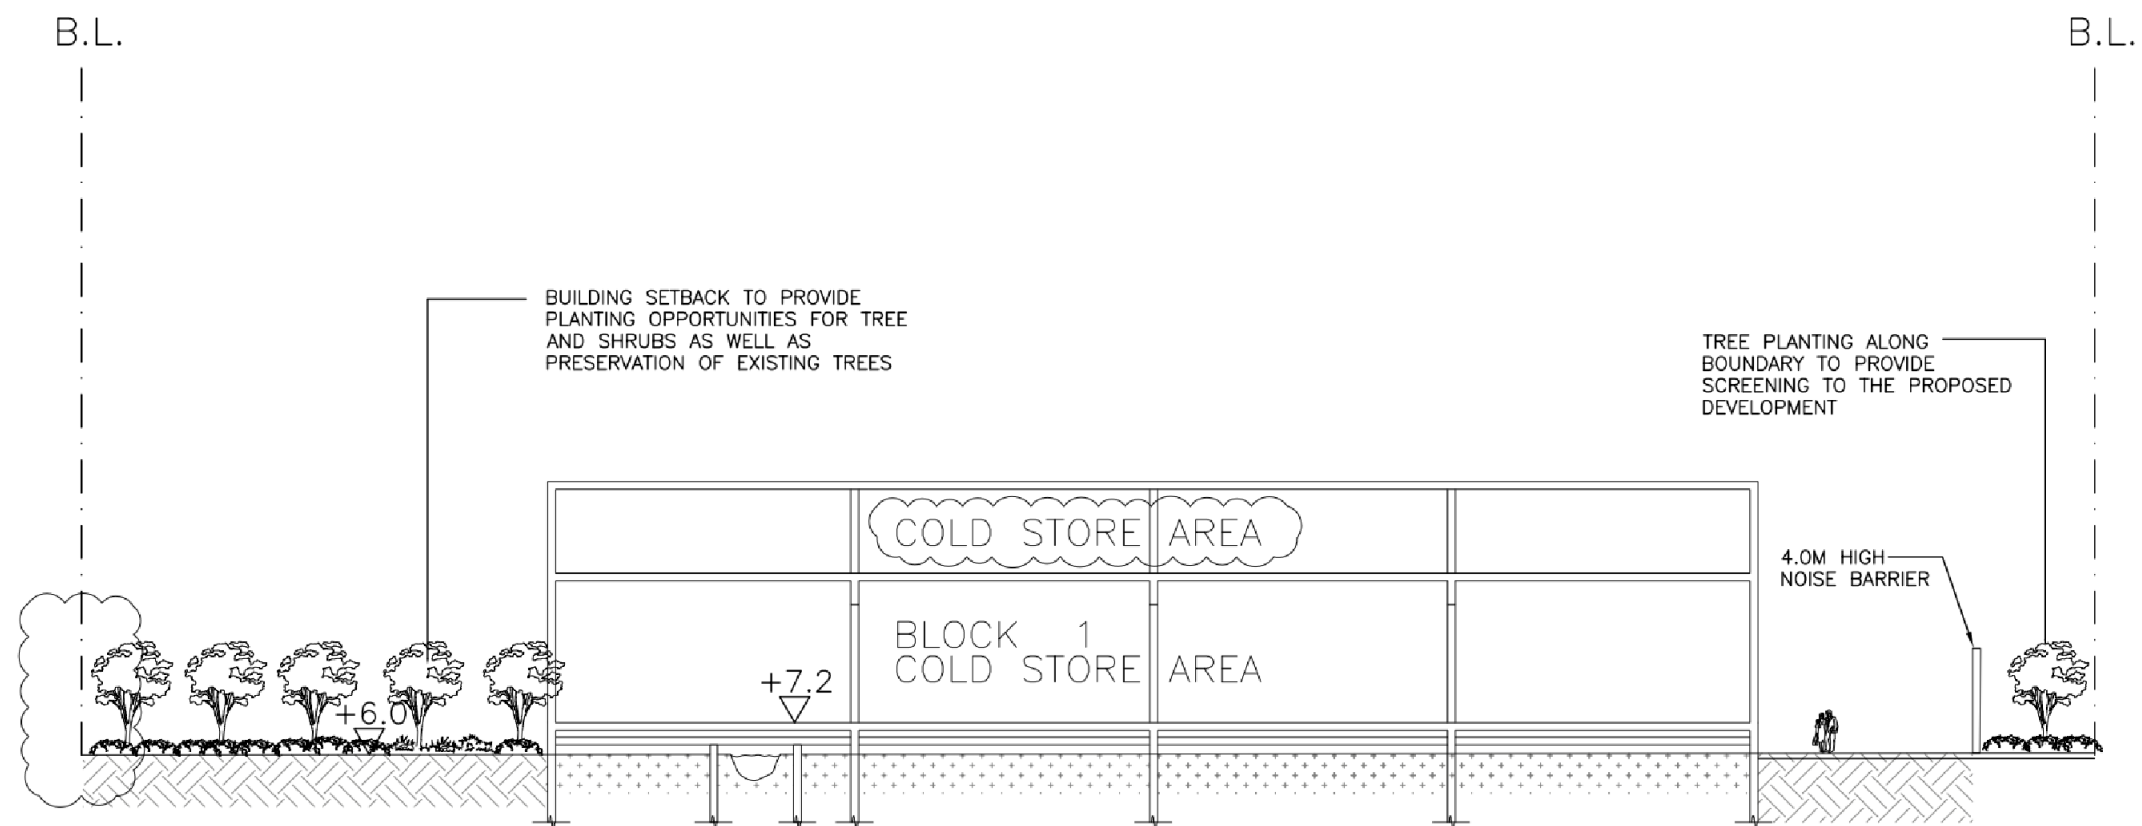 B.L.
B.L.
BUILDING SETBACK TO PROVIDE
PLANTING OPPORTUNITIES FOR TREE
AND SHRUBS AS WELL AS
PRESERVATION OF EXISTING TREES
TREE PLANTING ALONG
BOUNDARY TO PROVIDE
SCREENING TO THE PROPOSED
DEVELOPMENT
COLD STORE AREA
4.0M HIGH
NOISE BARRIER
BLOCK 1
COLD STORE AREA
+7.2
+6.0